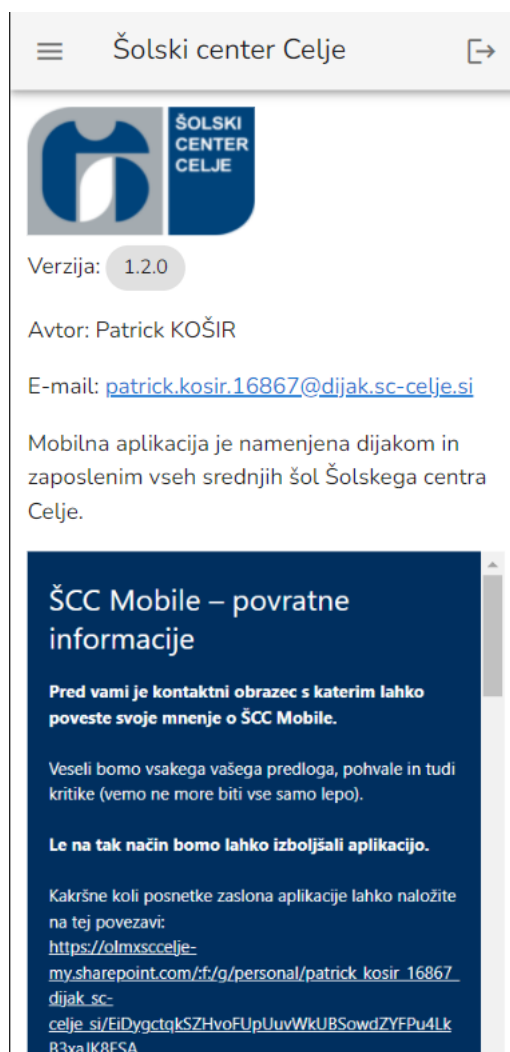 Šolski center Celje
ŠOLSKI
CENTER
CELJE
Verzija: 1.2.0
Avtor: Patrick KOŠIR
E-mail: patrick.kosir.16867@dijak.sc-celje.si
Mobilna aplikacija je namenjena dijakom in
zaposlenim vseh srednjih šol Šolskega centra
Celje.
ŠCC Mobile – povratne
informacije
Pred vami je kontaktni obrazec s katerim lahko
poveste svoje mnenje o ŠCC Mobile.
Veseli bomo vsakega vašega predloga, pohvale in tudi
kritike (vemo ne more biti vse samo lepo).
Le na tak način bomo lahko izboljšali aplikacijo.
Kakršne koli posnetke zaslona aplikacije lahko naložite
na tej povezavi:
https://olmxsccelje-
my.sharepoint.com/:f:/g/personal/patrick_kosir_16867_
dijak_sc-
celje_si/EiDygctqkSZHvoFUpUuvWkUBSowdZYFPu4Lk
B3xaJK8FSA